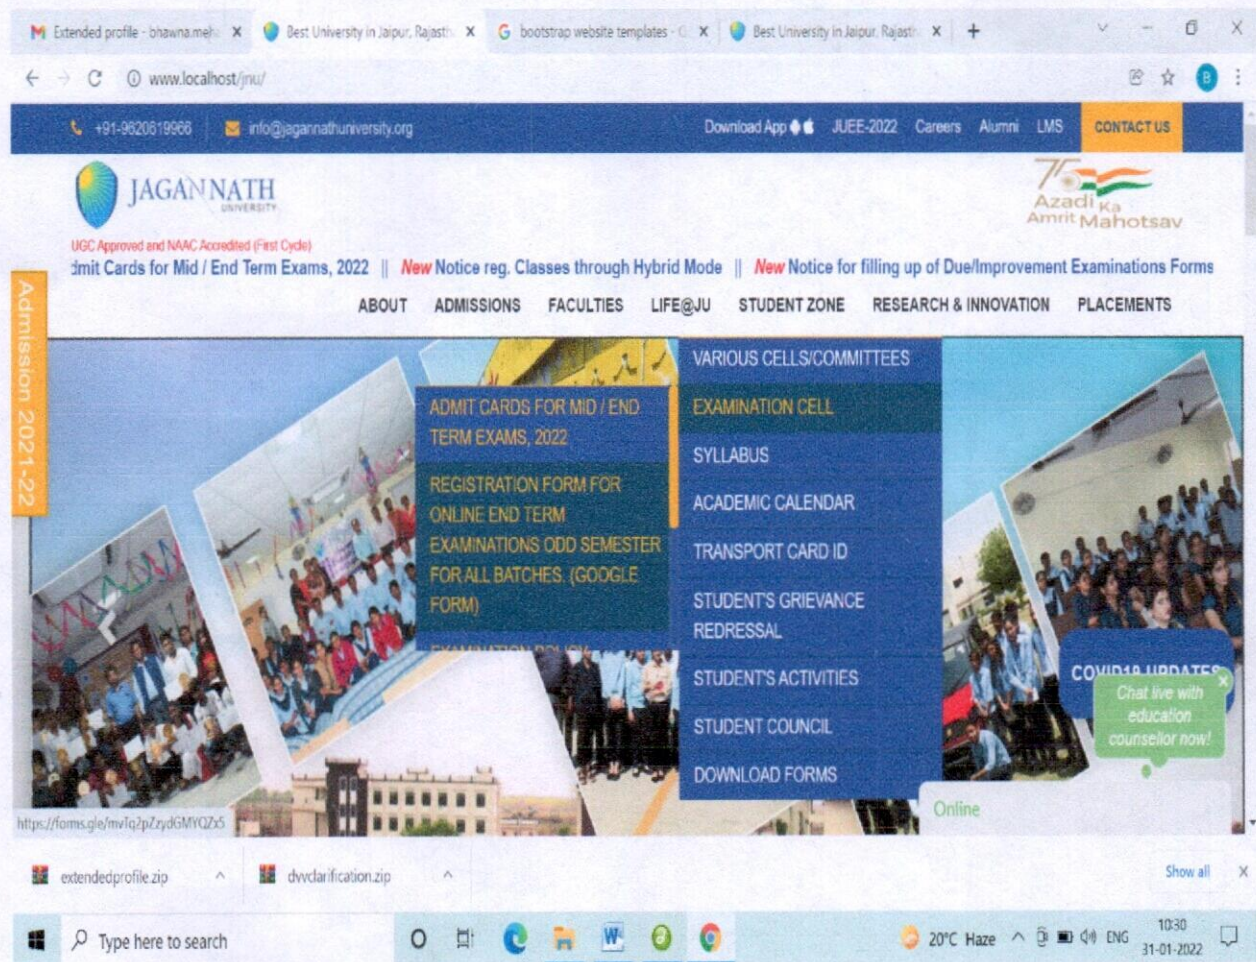 Extended profile - bhawna.meh
Best University in Jaipur, Rajasth
bootstrap website templates - G
Best University in Jaipur, Rajasth
www.localhost/jnu/
B
+91-9620619966
info@jagannathuniversity.org
Download App
JUEE-2022
Careers
Alumni
LMS
CONTACT US
JAGANNATH
UNIVERSITY
75
Azadi Ka
Amrit Mahotsav
UGC Approved and NAAC Accredited (First Cycle)
dmit Cards for Mid / End Term Exams, 2022 || New Notice reg. Classes through Hybrid Mode || New Notice for filling up of Due/Improvement Examinations Forms
Admission 2021-22
ABOUT ADMISSIONS FACULTIES LIFE@JU STUDENT ZONE RESEARCH & INNOVATION PLACEMENTS
ADMIT CARDS FOR MID / END
TERM EXAMS, 2022
REGISTRATION FORM FOR
ONLINE END TERM
EXAMINATIONS ODD SEMESTER
FOR ALL BATCHES. (GOOGLE
FORM)
EXAMINATION POLICY
VARIOUS CELLS/COMMITTEES
EXAMINATION CELL
SYLLABUS
ACADEMIC CALENDAR
TRANSPORT CARD ID
STUDENT'S GRIEVANCE
REDRESSAL
STUDENT'S ACTIVITIES
STUDENT COUNCIL
DOWNLOAD FORMS
COVID19 UPDATES
Chat live with
education
counsellor now!
Online
https://forms.gle/mvTq2pZzydGMYQZx5
extendedprofile.zip
dvvclarification.zip
Show all
Type here to search
20°C Haze
ENG
10:30
31-01-2022